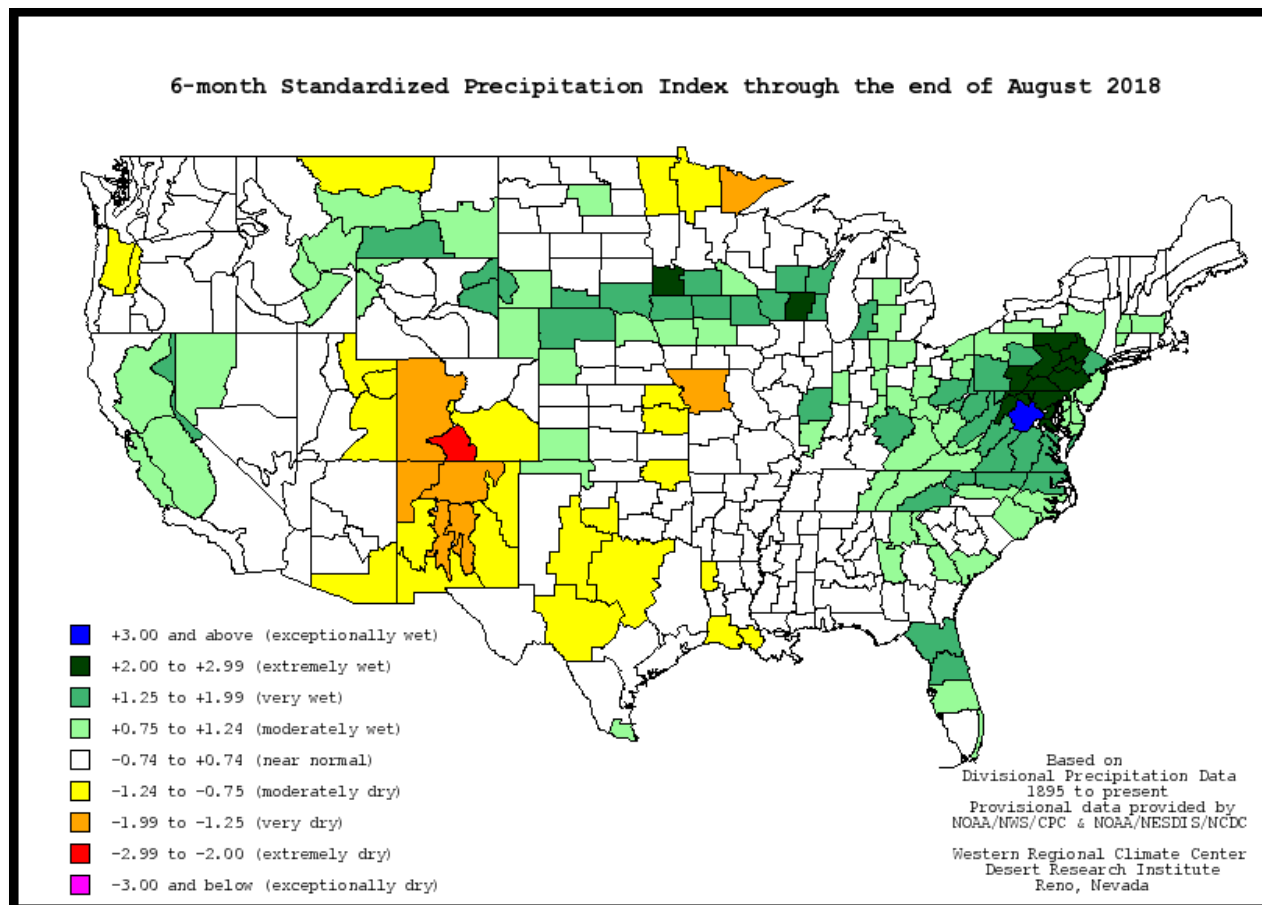 6-month Standardized Precipitation Index through the end of August 2018
+3.00 and above (exceptionally wet)
+2.00 to +2.99 (extremely wet)
+1.25 to +1.99 (very wet)
+0.75 to +1.24 (moderately wet)
-0.74 to +0.74 (near normal)
-1.24 to -0.75 (moderately dry)
-1.99 to -1.25 (very dry)
-2.99 to -2.00 (extremely dry)
-3.00 and below (exceptionally dry)
Based on
Divisional Precipitation Data
1895 to present
Provisional data provided by
NOAA/NWS/CPC & NOAA/NESDIS/NCDC
Western Regional Climate Center
Desert Research Institute
Reno, Nevada